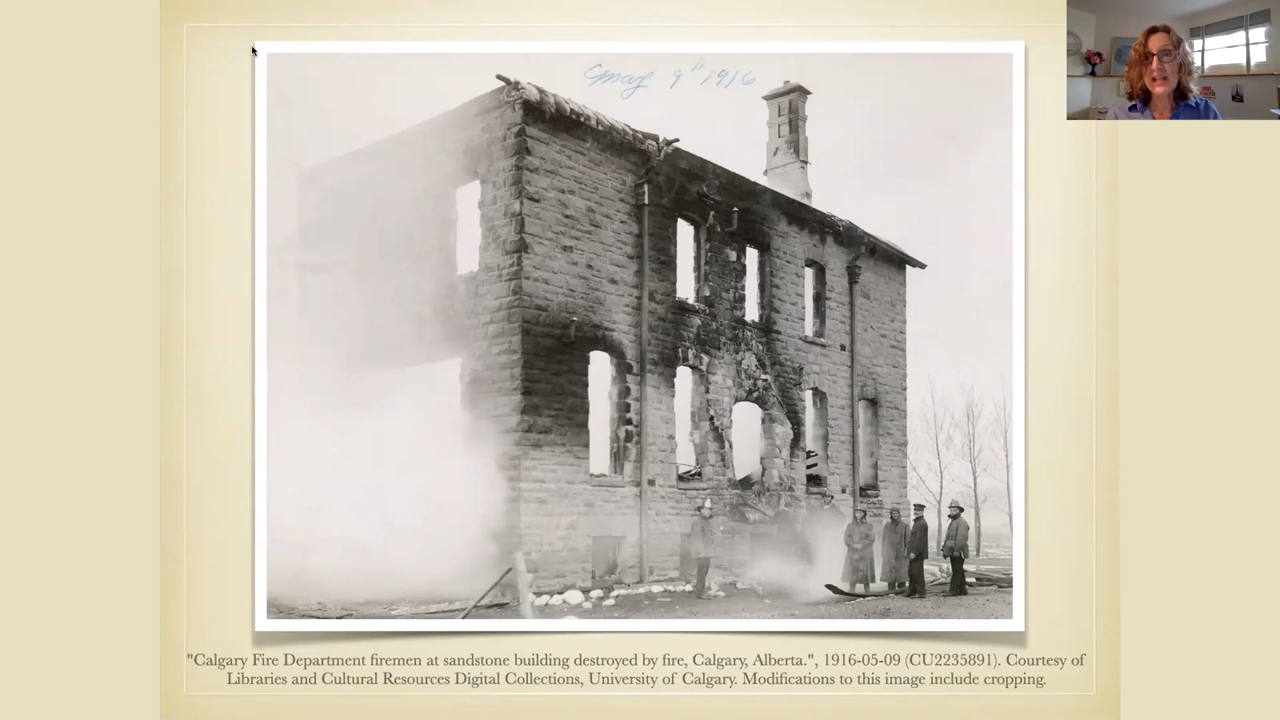 May 9th 1916
"Calgary Fire Department firemen at sandstone building destroyed by fire, Calgary, Alberta.", 1916-05-09 (CU2235891). Courtesy of
Libraries and Cultural Resources Digital Collections, University of Calgary. Modifications to this image include cropping.